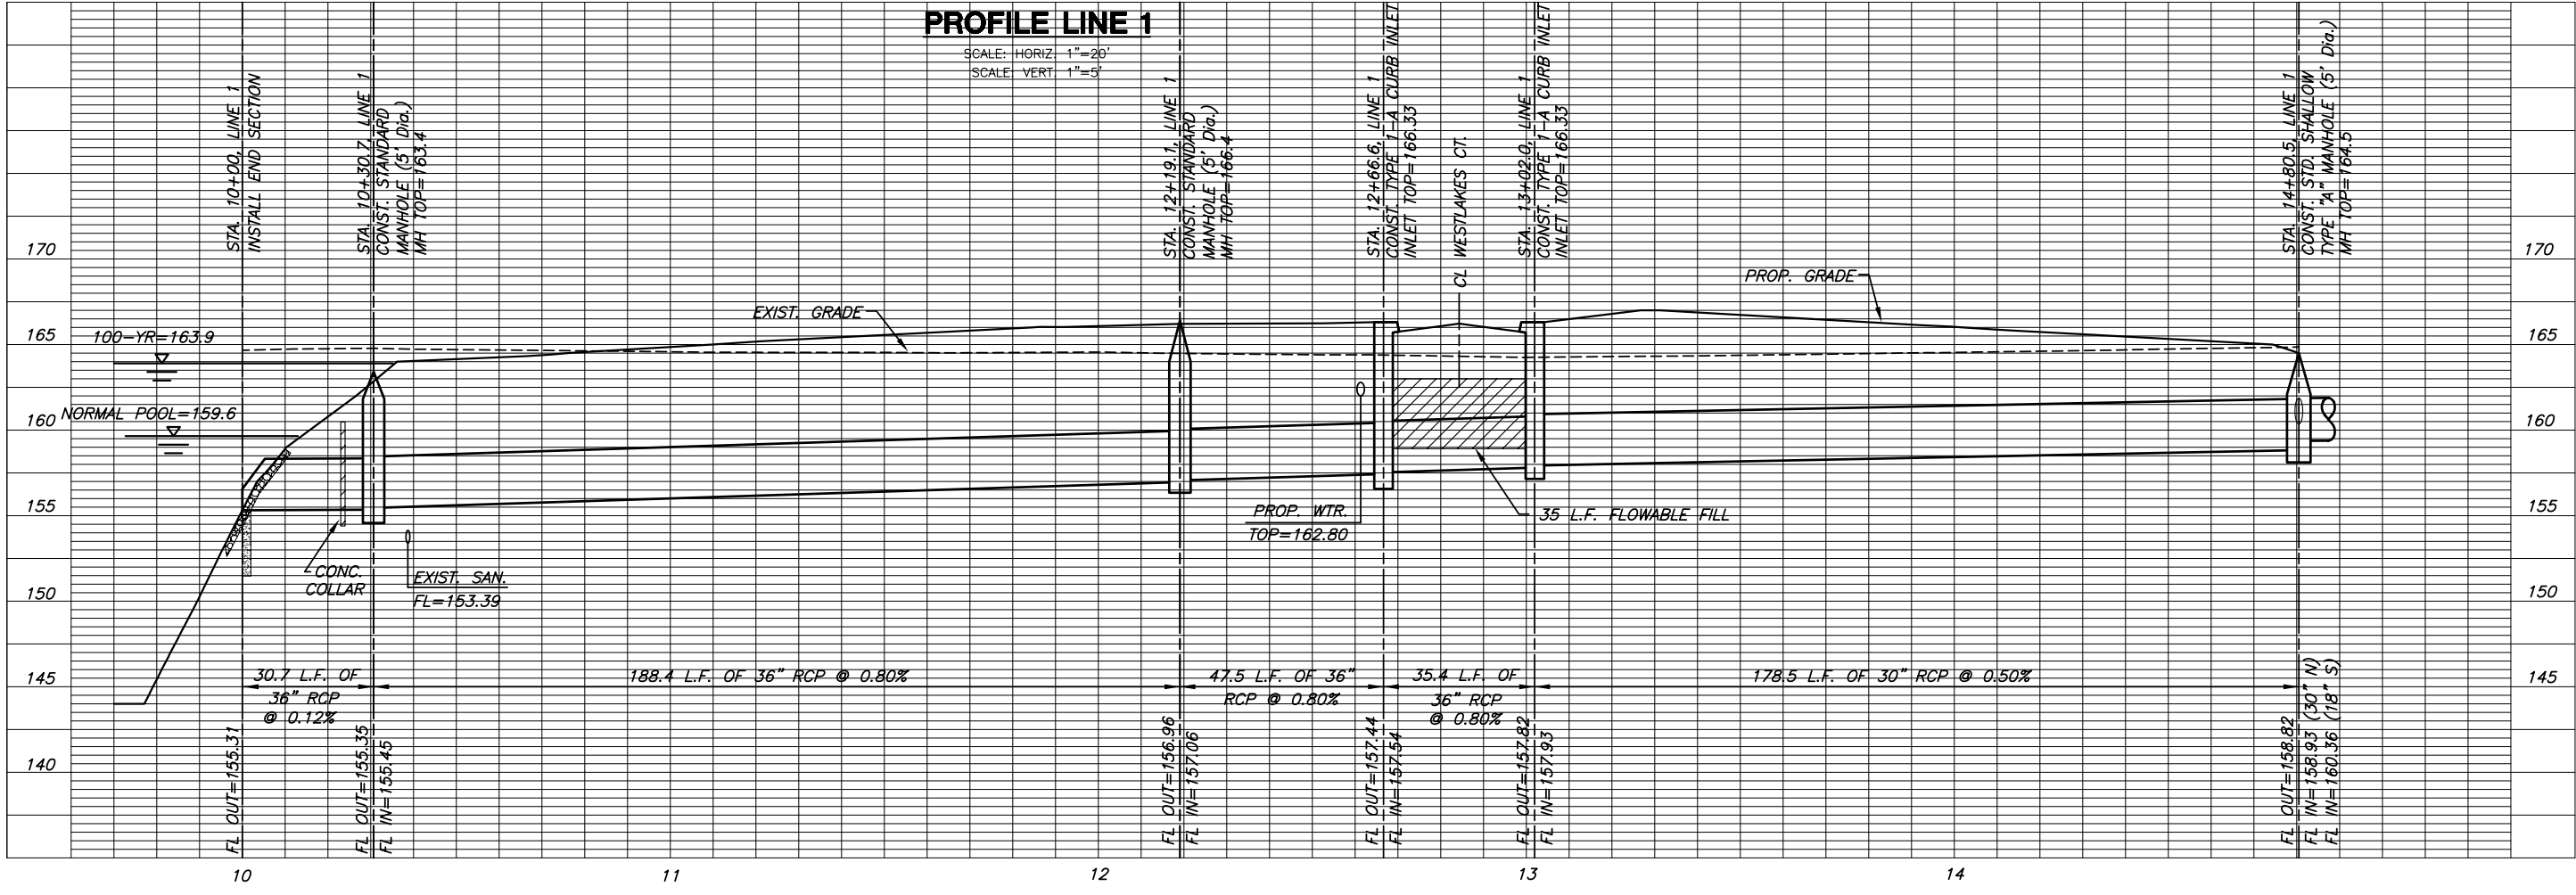 PROFILE LINE 1
SCALE: HORIZ. 1"=20'
SCALE: VERT. 1"=5'
STA. 10+00, LINE 1
INSTALL END SECTION
STA. 10+30.7, LINE 1
CONST. STANDARD
MANHOLE (5' Dia.)
MH TOP=163.4
STA. 12+19.1, LINE 1
CONST. STANDARD
MANHOLE (5' Dia.)
MH TOP=166.4
STA. 12+66.6, LINE 1
CONST. TYPE 1-A CURB INLET
INLET TOP=166.33
CL WESTLAKES CT.
STA. 13+02.0, LINE 1
CONST. TYPE 1-A CURB INLET
INLET TOP=166.33
STA. 14+80.5, LINE 1
CONST. STD. SHALLOW
TYPE "A" MANHOLE (5' Dia.)
MH TOP=164.5
170
170
PROP. GRADE
EXIST. GRADE
100-YR=163.9
165
165
NORMAL POOL=159.6
160
160
155
155
PROP. WTR.
TOP=162.80
35 L.F. FLOWABLE FILL
CONC.
COLLAR
EXIST. SAN.
FL=153.39
150
150
145
145
30.7 L.F. OF
36" RCP
@ 0.12%
188.4 L.F. OF 36" RCP @ 0.80%
47.5 L.F. OF 36"
RCP @ 0.80%
35.4 L.F. OF
36" RCP
@ 0.80%
178.5 L.F. OF 30" RCP @ 0.50%
140
140
FL OUT=155.31
FL OUT=155.35
FL IN=155.45
FL OUT=156.96
FL IN=157.06
FL OUT=157.44
FL IN=157.54
FL OUT=157.82
FL IN=157.93
FL OUT=158.82
FL IN=158.93 (30" N)
FL IN=160.36 (18" S)
10
11
12
13
14